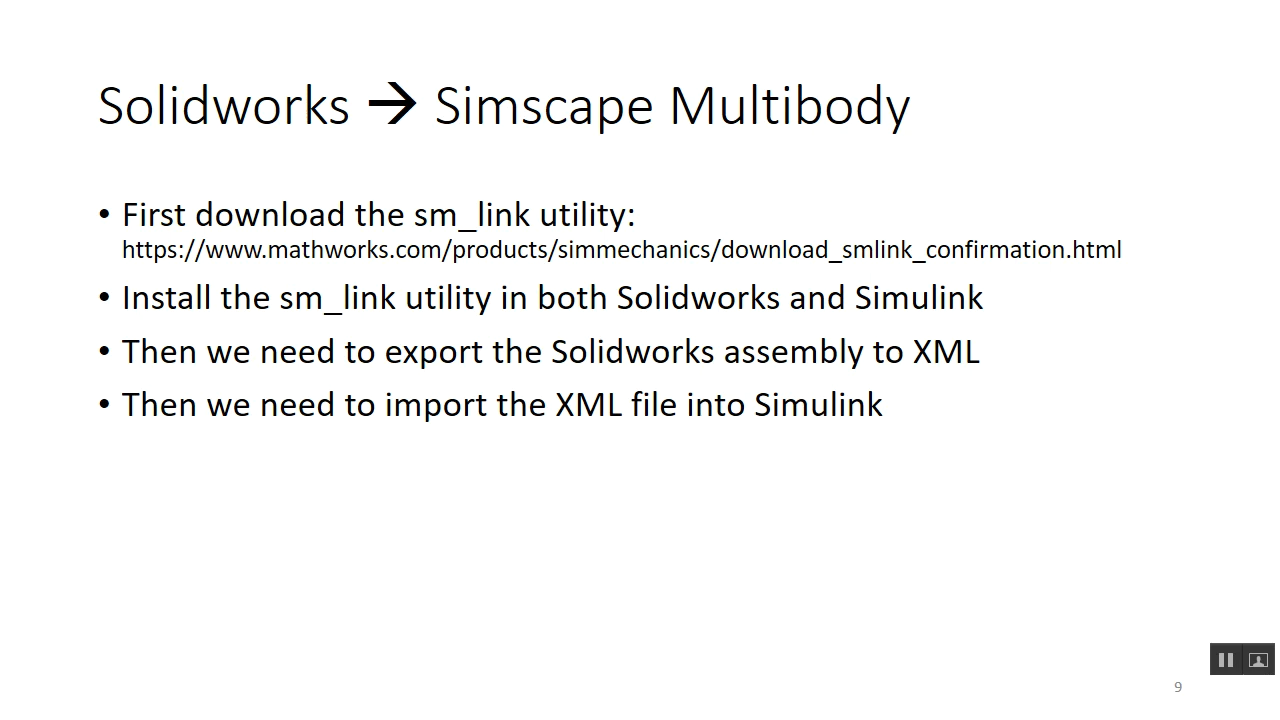 Solidworks → Simscape Multibody
• First download the sm_link utility:
https://www.mathworks.com/products/simmechanics/download_smlink_confirmation.html
• Install the sm_link utility in both Solidworks and Simulink
• Then we need to export the Solidworks assembly to XML
• Then we need to import the XML file into Simulink
9